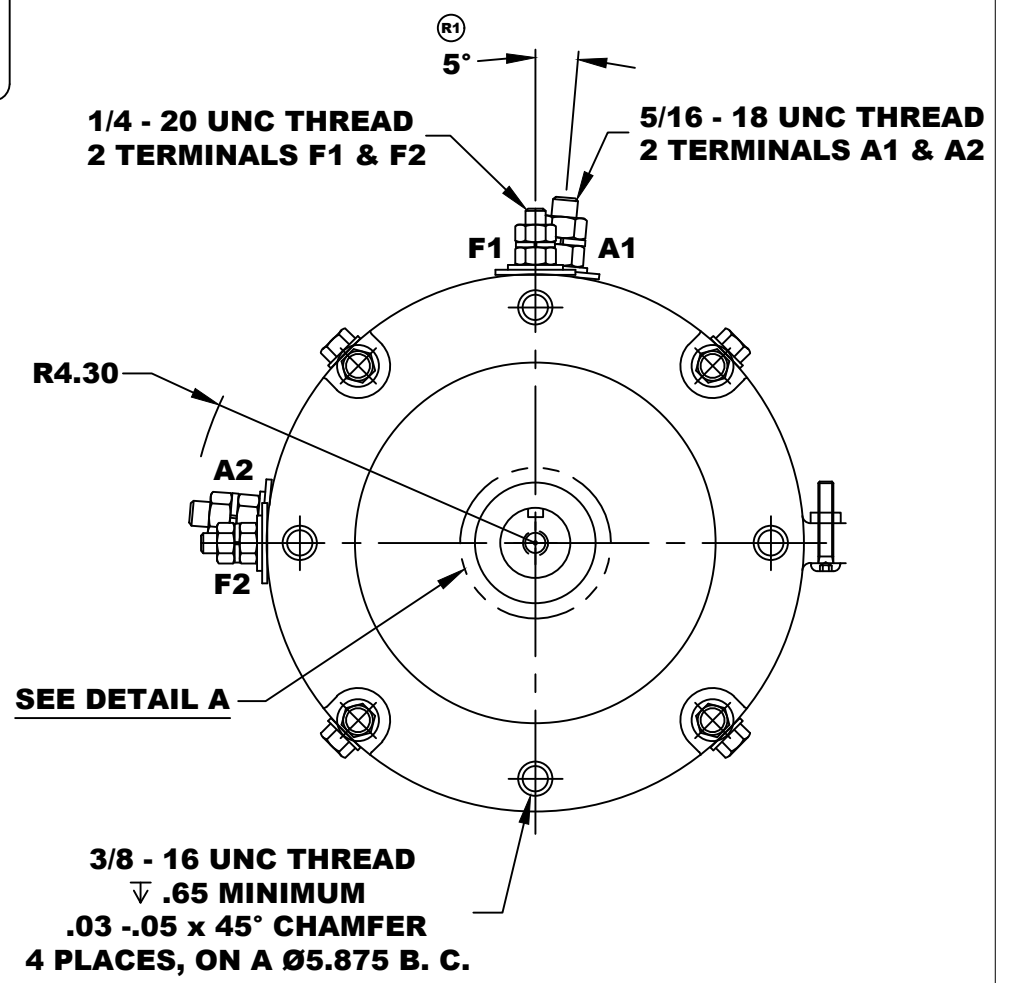 R1
5°
1/4 - 20 UNC THREAD
2 TERMINALS F1 & F2
5/16 - 18 UNC THREAD
2 TERMINALS A1 & A2
F1
A1
R4.30
A2
F2
SEE DETAIL A
3/8 - 16 UNC THREAD
↧ .65 MINIMUM
.03 -.05 x 45° CHAMFER
4 PLACES, ON A Ø5.875 B. C.